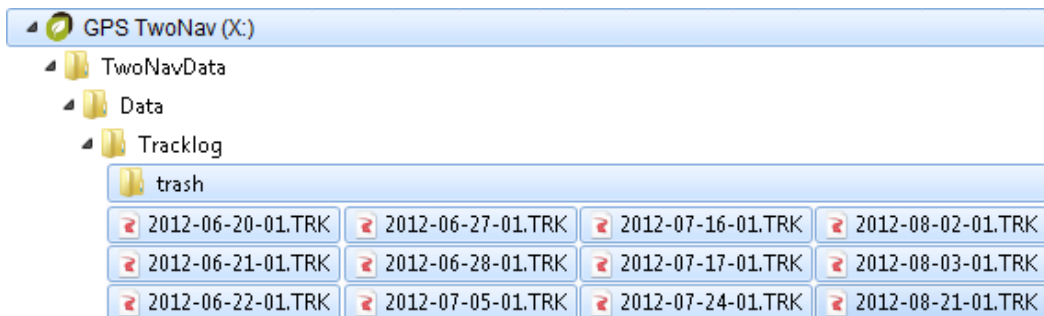 GPS TwoNav (X:)
TwoNavData
Data
Tracklog
trash
2012-06-20-01.TRK 2012-06-27-01.TRK 2012-07-16-01.TRK 2012-08-02-01.TRK
2012-06-21-01.TRK 2012-06-28-01.TRK 2012-07-17-01.TRK 2012-08-03-01.TRK
2012-06-22-01.TRK 2012-07-05-01.TRK 2012-07-24-01.TRK 2012-08-21-01.TRK